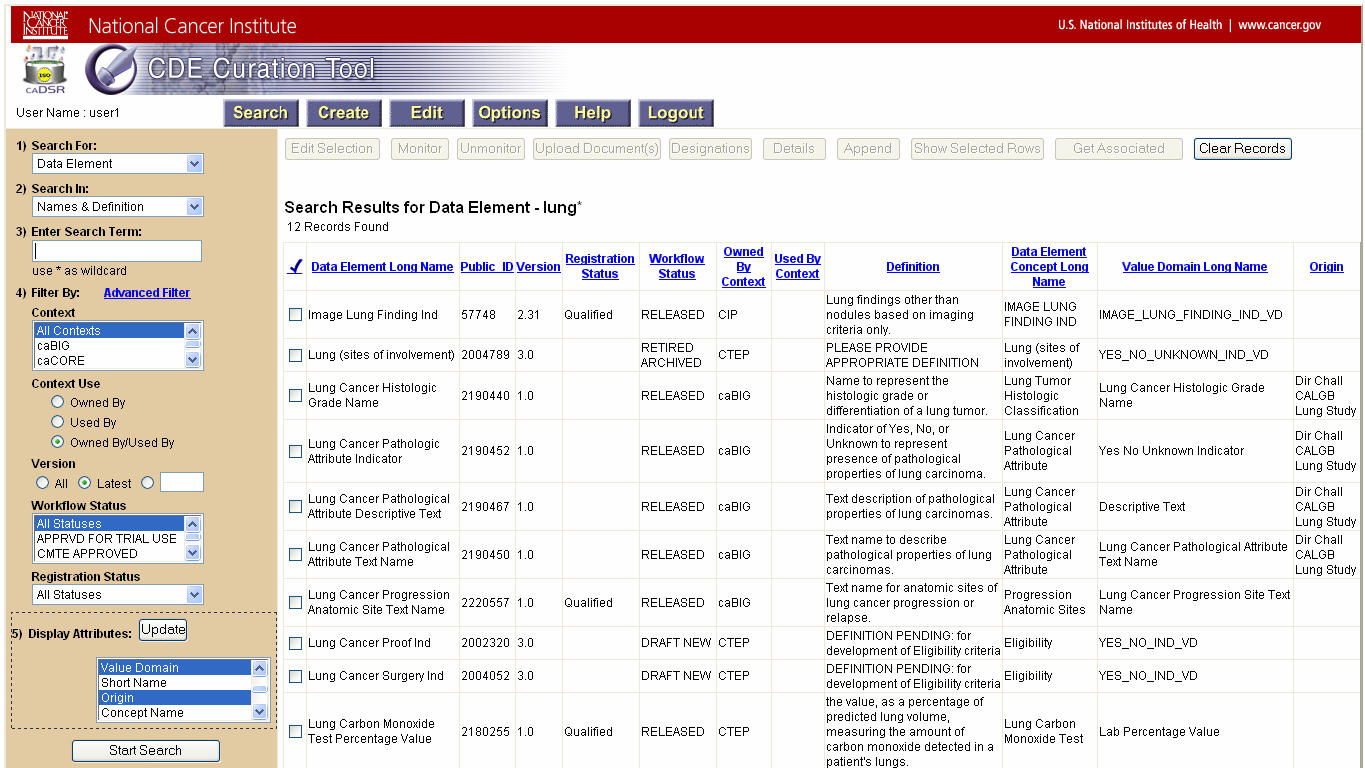 NATIONAL
CANCER
INSTITUTE
National Cancer Institute
U.S. National Institutes of Health | www.cancer.gov
ISO
caDSR
CDE Curation Tool
User Name : user1
Search Create Edit Options Help Logout
1) Search For:
Data Element
2) Search In:
Names & Definition
3) Enter Search Term:
use * as wildcard
4) Filter By: Advanced Filter
Context
All Contexts
caBIG
caCORE
Context Use
Owned By
Used By
Owned By/Used By
Version
All Latest
Workflow Status
All Statuses
APPRVD FOR TRIAL USE
CMTE APPROVED
Registration Status
All Statuses
5) Display Attributes: Update
Value Domain
Short Name
Origin
Concept Name
Start Search
Edit Selection Monitor Unmonitor Upload Document(s) Designations Details Append Show Selected Rows Get Associated Clear Records
Search Results for Data Element - lung*
12 Records Found
Data Element Long Name Public_ID Version Registration Status Workflow Status Owned By Context Used By Context Definition Data Element Concept Long Name Value Domain Long Name Origin
Image Lung Finding Ind 57748 2.31 Qualified RELEASED CIP Lung findings other than nodules based on imaging criteria only. IMAGE LUNG FINDING IND IMAGE_LUNG_FINDING_IND_VD
Lung (sites of involvement) 2004789 3.0 RETIRED ARCHIVED CTEP PLEASE PROVIDE APPROPRIATE DEFINITION Lung (sites of involvement) YES_NO_UNKNOWN_IND_VD
Lung Cancer Histologic Grade Name 2190440 1.0 RELEASED caBIG Name to represent the histologic grade or differentiation of a lung tumor. Lung Tumor Histologic Classification Lung Cancer Histologic Grade Name Dir Chall CALGB Lung Study
Lung Cancer Pathologic Attribute Indicator 2190452 1.0 RELEASED caBIG Indicator of Yes, No, or Unknown to represent presence of pathological properties of lung carcinoma. Lung Cancer Pathological Attribute Yes No Unknown Indicator Dir Chall CALGB Lung Study
Lung Cancer Pathological Attribute Descriptive Text 2190467 1.0 RELEASED caBIG Text description of pathological properties of lung carcinomas. Lung Cancer Pathological Attribute Descriptive Text Dir Chall CALGB Lung Study
Lung Cancer Pathological Attribute Text Name 2190450 1.0 RELEASED caBIG Text name to describe pathological properties of lung carcinomas. Lung Cancer Pathological Attribute Lung Cancer Pathological Attribute Text Name Dir Chall CALGB Lung Study
Lung Cancer Progression Anatomic Site Text Name 2220557 1.0 Qualified RELEASED caBIG Text name for anatomic sites of lung cancer progression or relapse. Progression Anatomic Sites Lung Cancer Progression Site Text Name
Lung Cancer Proof Ind 2002320 3.0 DRAFT NEW CTEP DEFINITION PENDING: for development of Eligibility criteria Eligibility YES_NO_IND_VD
Lung Cancer Surgery Ind 2004052 3.0 DRAFT NEW CTEP DEFINITION PENDING: for development of Eligibility criteria Eligibility YES_NO_IND_VD
Lung Carbon Monoxide Test Percentage Value 2180255 1.0 Qualified RELEASED CTEP the value, as a percentage of predicted lung volume, measuring the amount of carbon monoxide detected in a patient's lungs. Lung Carbon Monoxide Test Lab Percentage Value